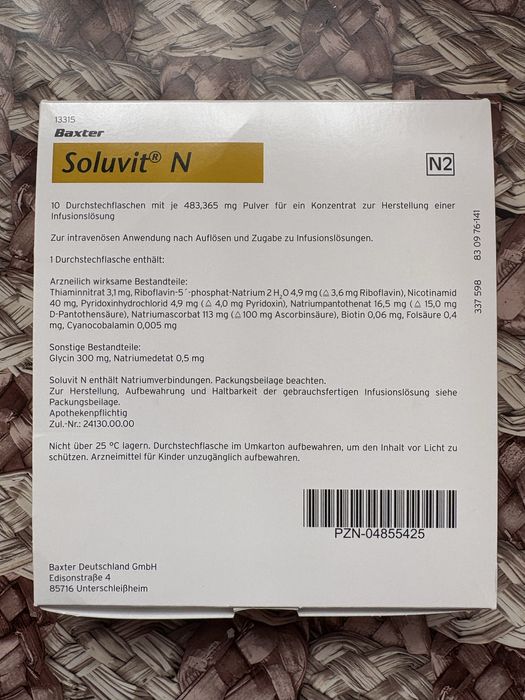 13315
Baxter
Soluvit® N
N2
10 Durchstechflaschen mit je 483,365 mg Pulver für ein Konzentrat zur Herstellung einer
Infusionslösung
Zur intravenösen Anwendung nach Auflösen und Zugabe zu Infusionslösungen.
1 Durchstechflasche enthält:
Arzneilich wirksame Bestandteile:
Thiaminnitrat 3,1 mg, Riboflavin-5´-phosphat-Natrium 2 H₂O 4,9 mg (△ 3,6 mg Riboflavin), Nicotinamid
40 mg, Pyridoxinhydrochlorid 4,9 mg (△ 4,0 mg Pyridoxin), Natriumpantothenat 16,5 mg (△ 15,0 mg
D-Pantothensäure), Natriumascorbat 113 mg (△ 100 mg Ascorbinsäure), Biotin 0,06 mg, Folsäure 0,4
mg, Cyanocobalamin 0,005 mg
Sonstige Bestandteile:
Glycin 300 mg, Natriumedetat 0,5 mg
Soluvit N enthält Natriumverbindungen. Packungsbeilage beachten.
Zur Herstellung, Aufbewahrung und Haltbarkeit der gebrauchsfertigen Infusionslösung siehe
Packungsbeilage.
Apothekenpflichtig
Zul.-Nr.: 24130.00.00
Nicht über 25 ºC lagern. Durchstechflasche im Umkarton aufbewahren, um den Inhalt vor Licht zu
schützen. Arzneimittel für Kinder unzugänglich aufbewahren.
337 598
83 09 76-141
PZN-04855425
Baxter Deutschland GmbH
Edisonstraße 4
85716 Unterschleißheim